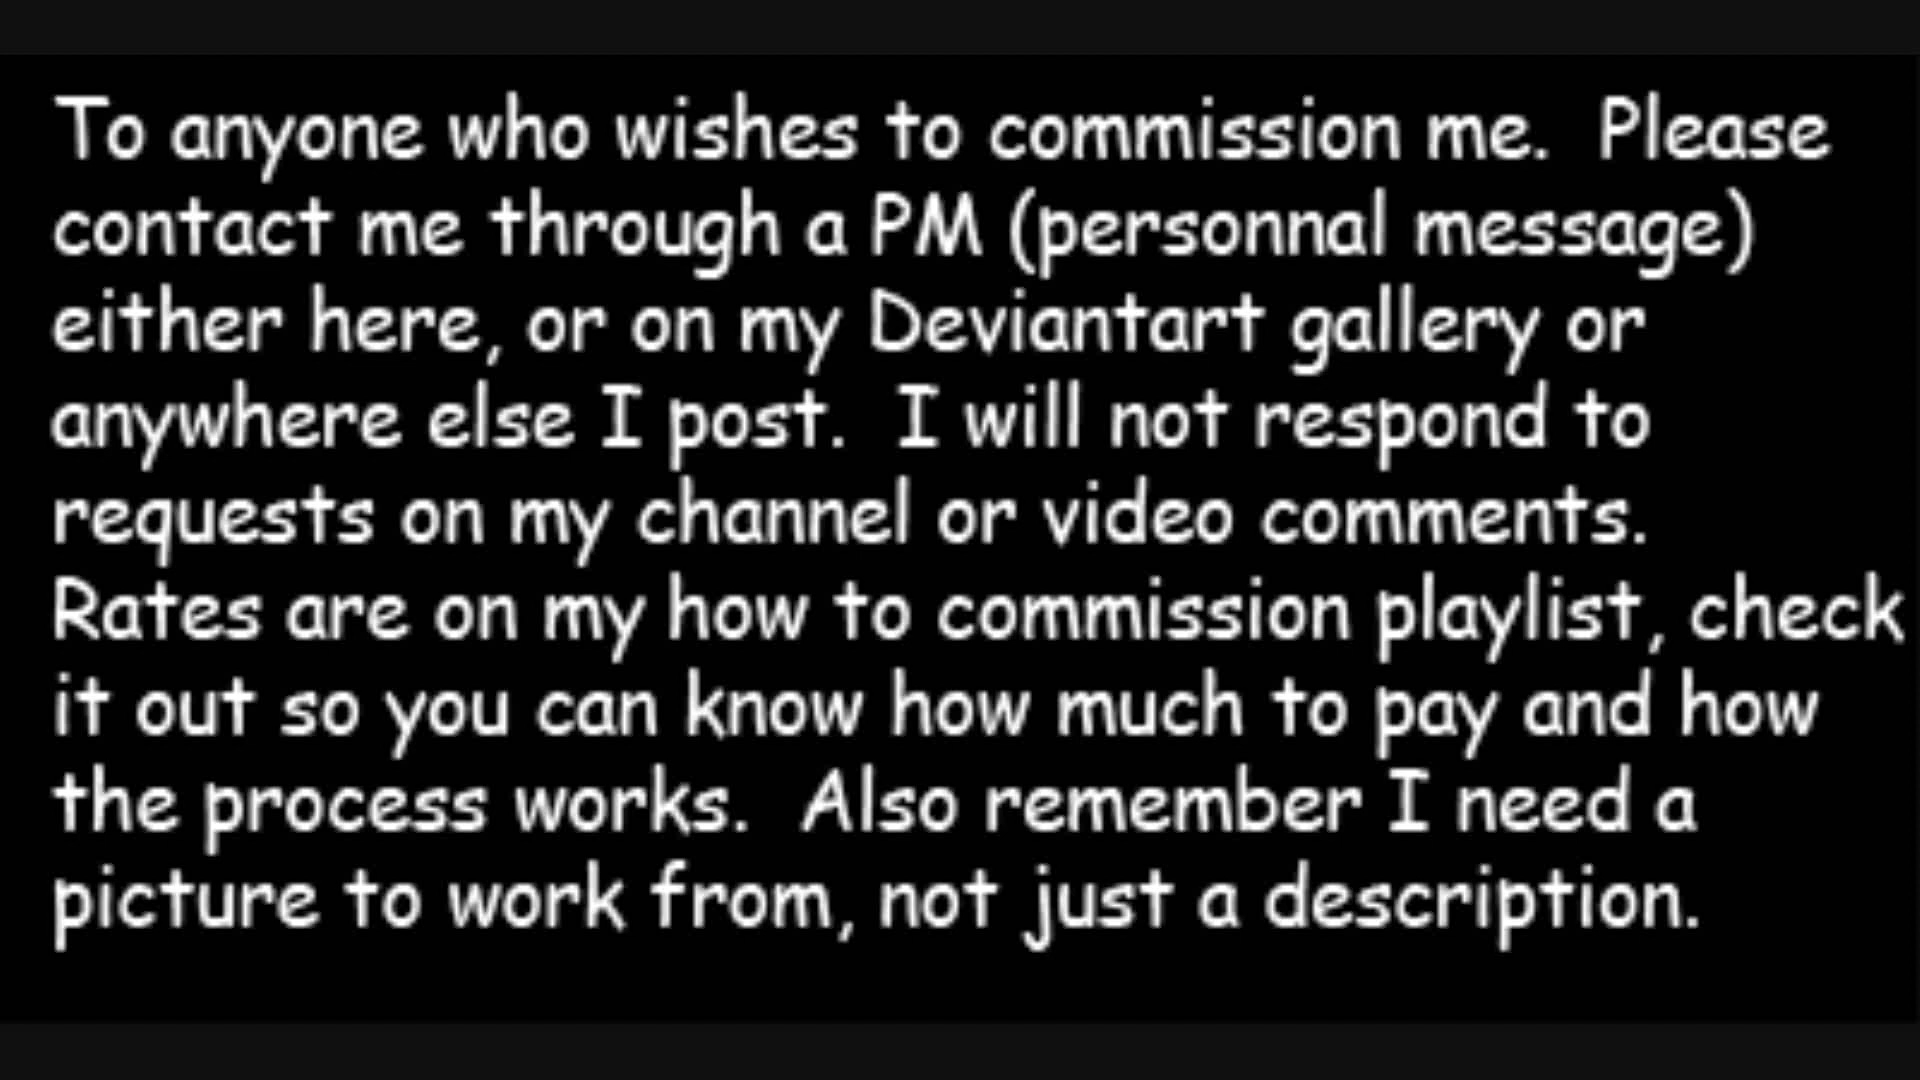 To anyone who wishes to commission me.  Please
contact me through a PM (personnal message)
either here, or on my Deviantart gallery or
anywhere else I post.  I will not respond to
requests on my channel or video comments.
Rates are on my how to commission playlist, check
it out so you can know how much to pay and how
the process works.  Also remember I need a
picture to work from, not just a description.